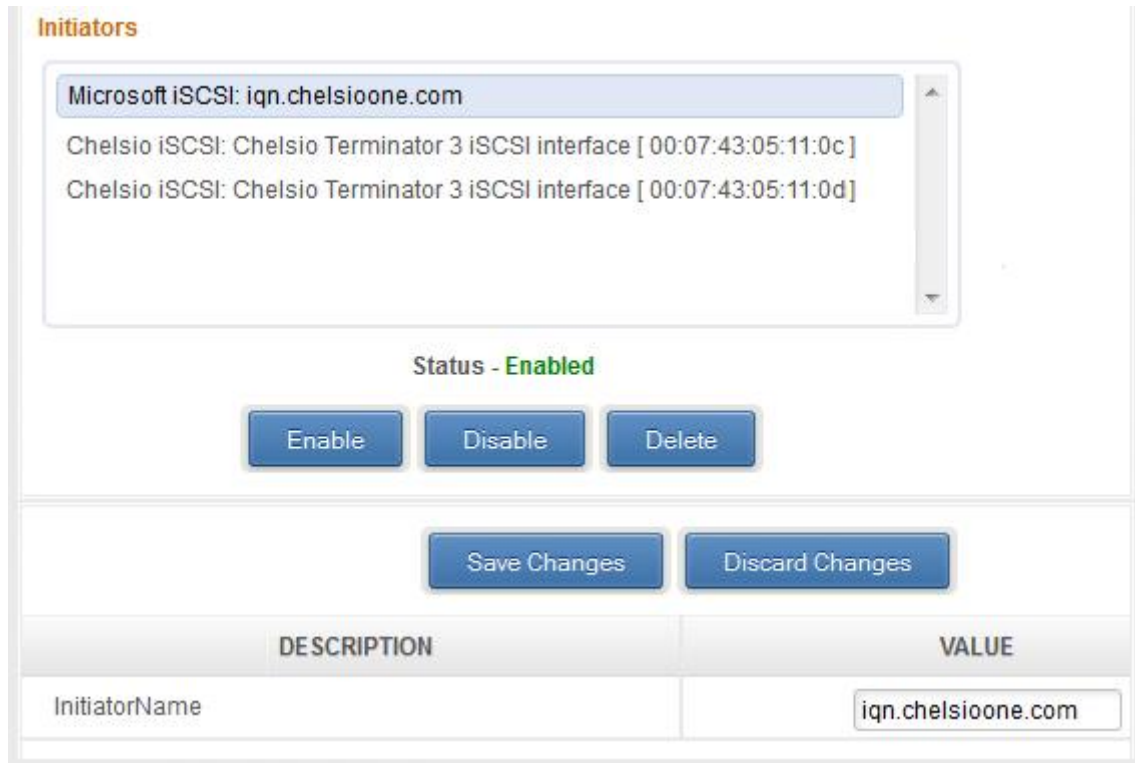 Initiators
Microsoft iSCSI: iqn.chelsioone.com
Chelsio iSCSI: Chelsio Terminator 3 iSCSI interface [ 00:07:43:05:11:0c ]
Chelsio iSCSI: Chelsio Terminator 3 iSCSI interface [ 00:07:43:05:11:0d]
Status - Enabled
Enable Disable Delete
Save Changes Discard Changes
DESCRIPTION VALUE
InitiatorName iqn.chelsioone.com